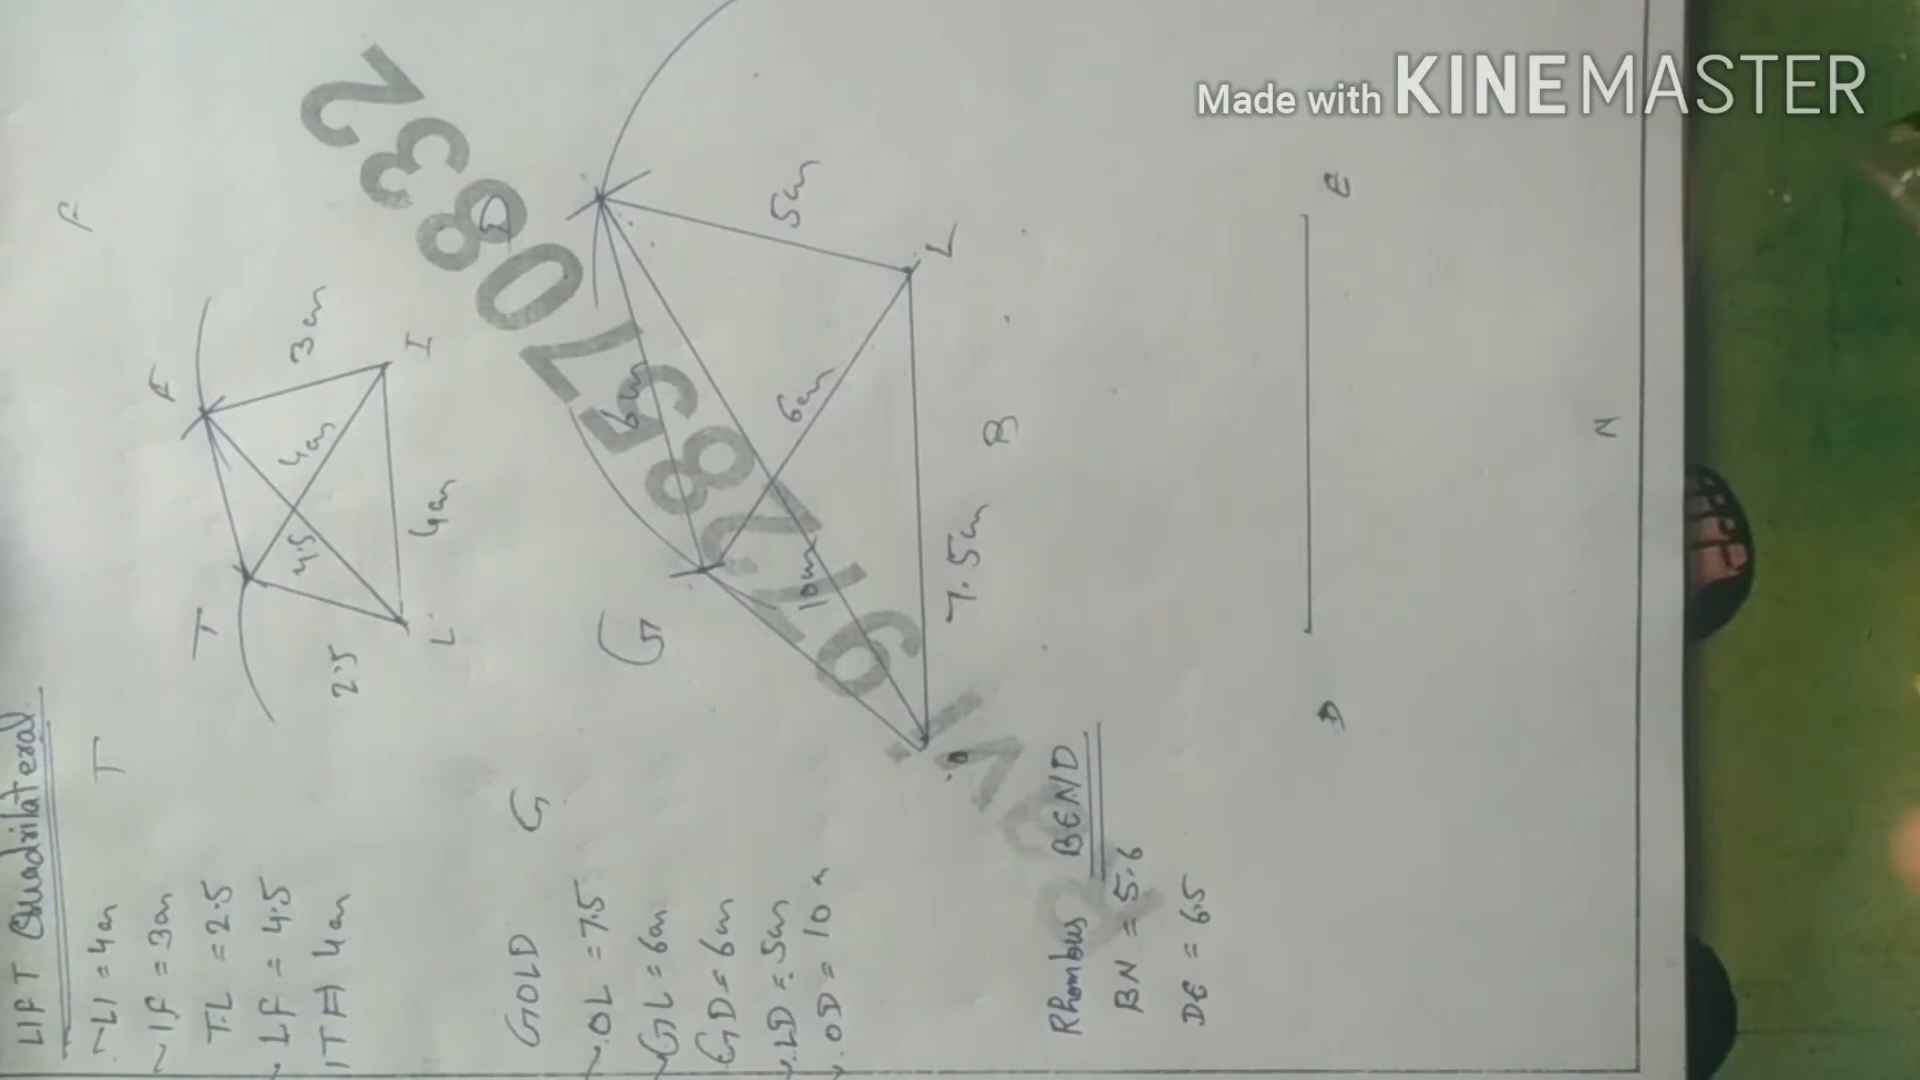 Made with KINEMASTER
LIFT Quadrilateral
LI = 4cm
IF = 3cm
TL = 2.5
LF = 4.5
IT = 4cm
T
F
T
F
3cm
4cm
4.5
2.5
4cm
L
I
GOLD
OL = 7.5
GL = 6cm
GD = 6cm
LD = 5cm
OD = 10
G
D
G
6cm
5cm
6cm
10cm
7.5cm
O
L
Rhombus BEND
BN = 5.6
DE = 6.5
B
D
E
N